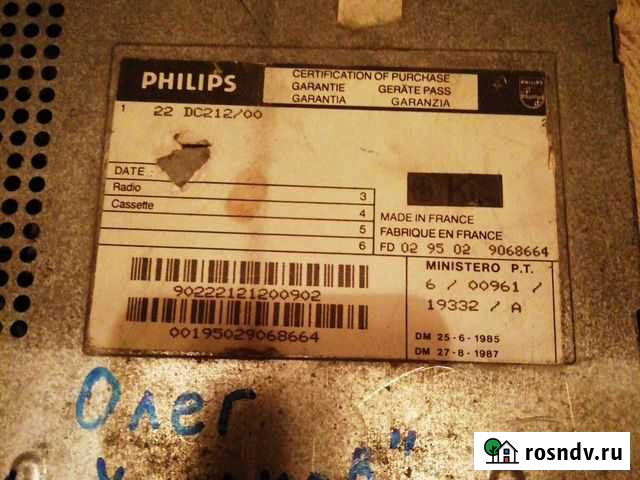 PHILIPS
CERTIFICATION OF PURCHASE
GARANTIE GERÄTE PASS
GARANTIA GARANZIA
PHILIPS
1 22 DC212/00 2
DATE :
Radio 3
Cassette 4
5
6
MADE IN FRANCE
FABRIQUE EN FRANCE
FD 02 95 02 9068664
90222121200902
00195029068664
MINISTERO P.T.
6 / 00961 /
19332 / A
DM 25-6-1985
DM 27-8-1987
Олег
rosndv.ru